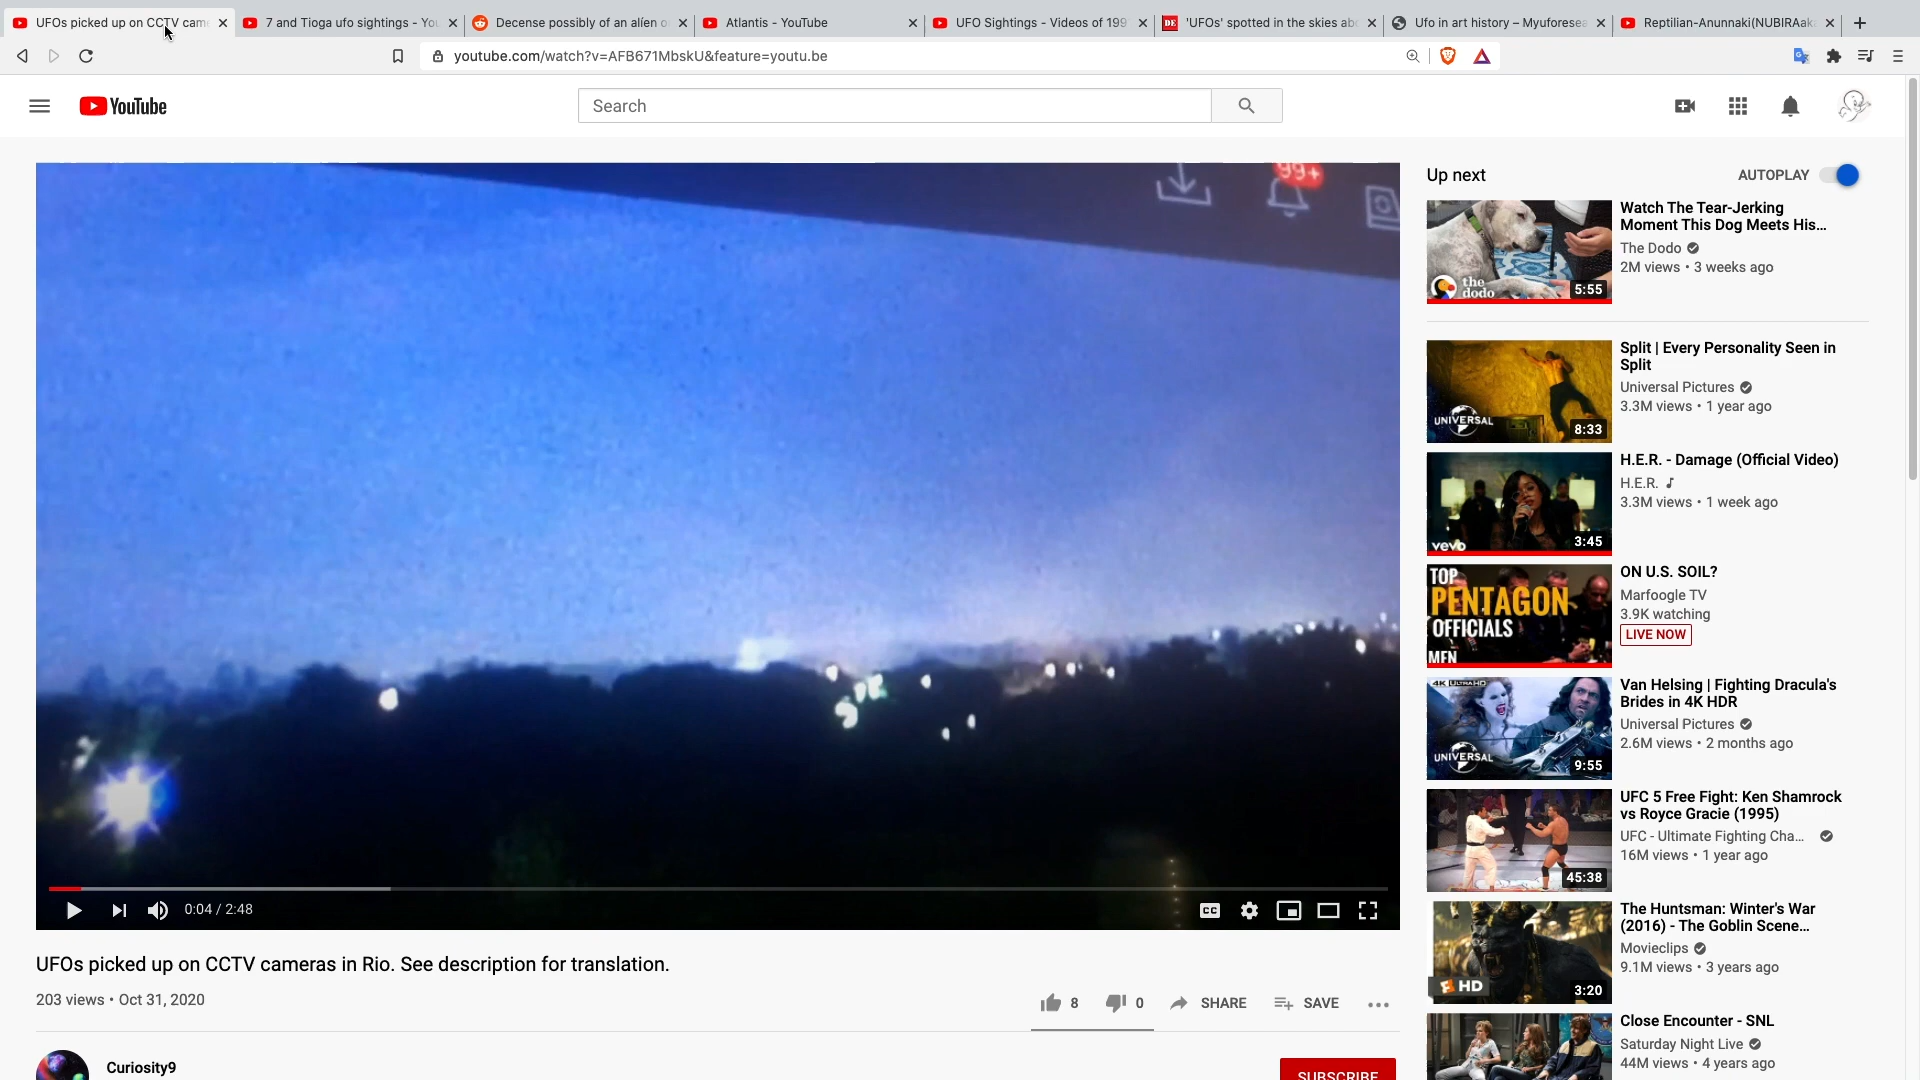 UFOs picked up on CCTV came
7 and Tioga ufo sightings - You
Decense possibly of an alien o
Atlantis - YouTube
UFO Sightings - Videos of 199
DE
'UFOs' spotted in the skies abo
Ufo in art history – Myuforesea
Reptilian-Anunnaki(NUBIRAak
youtube.com/watch?v=AFB671MbskU&feature=youtu.be
YouTube
Search
99+
0:04 / 2:48
CC
UFOs picked up on CCTV cameras in Rio. See description for translation.
203 views • Oct 31, 2020
8
0
SHARE
SAVE
Curiosity9
SUBSCRIBE
Up next
AUTOPLAY
the
dodo
5:55
Watch The Tear-Jerking
Moment This Dog Meets His...
The Dodo
2M views • 3 weeks ago
UNIVERSAL
8:33
Split | Every Personality Seen in
Split
Universal Pictures
3.3M views • 1 year ago
vevo
3:45
H.E.R. - Damage (Official Video)
H.E.R.
3.3M views • 1 week ago
TOP
PENTAGON
OFFICIALS
MFN
ON U.S. SOIL?
Marfoogle TV
3.9K watching
LIVE NOW
4K ULTRA HD
UNIVERSAL
9:55
Van Helsing | Fighting Dracula's
Brides in 4K HDR
Universal Pictures
2.6M views • 2 months ago
45:38
UFC 5 Free Fight: Ken Shamrock
vs Royce Gracie (1995)
UFC - Ultimate Fighting Cha...
16M views • 1 year ago
HD
3:20
The Huntsman: Winter's War
(2016) - The Goblin Scene...
Movieclips
9.1M views • 3 years ago
Close Encounter - SNL
Saturday Night Live
44M views • 4 years ago